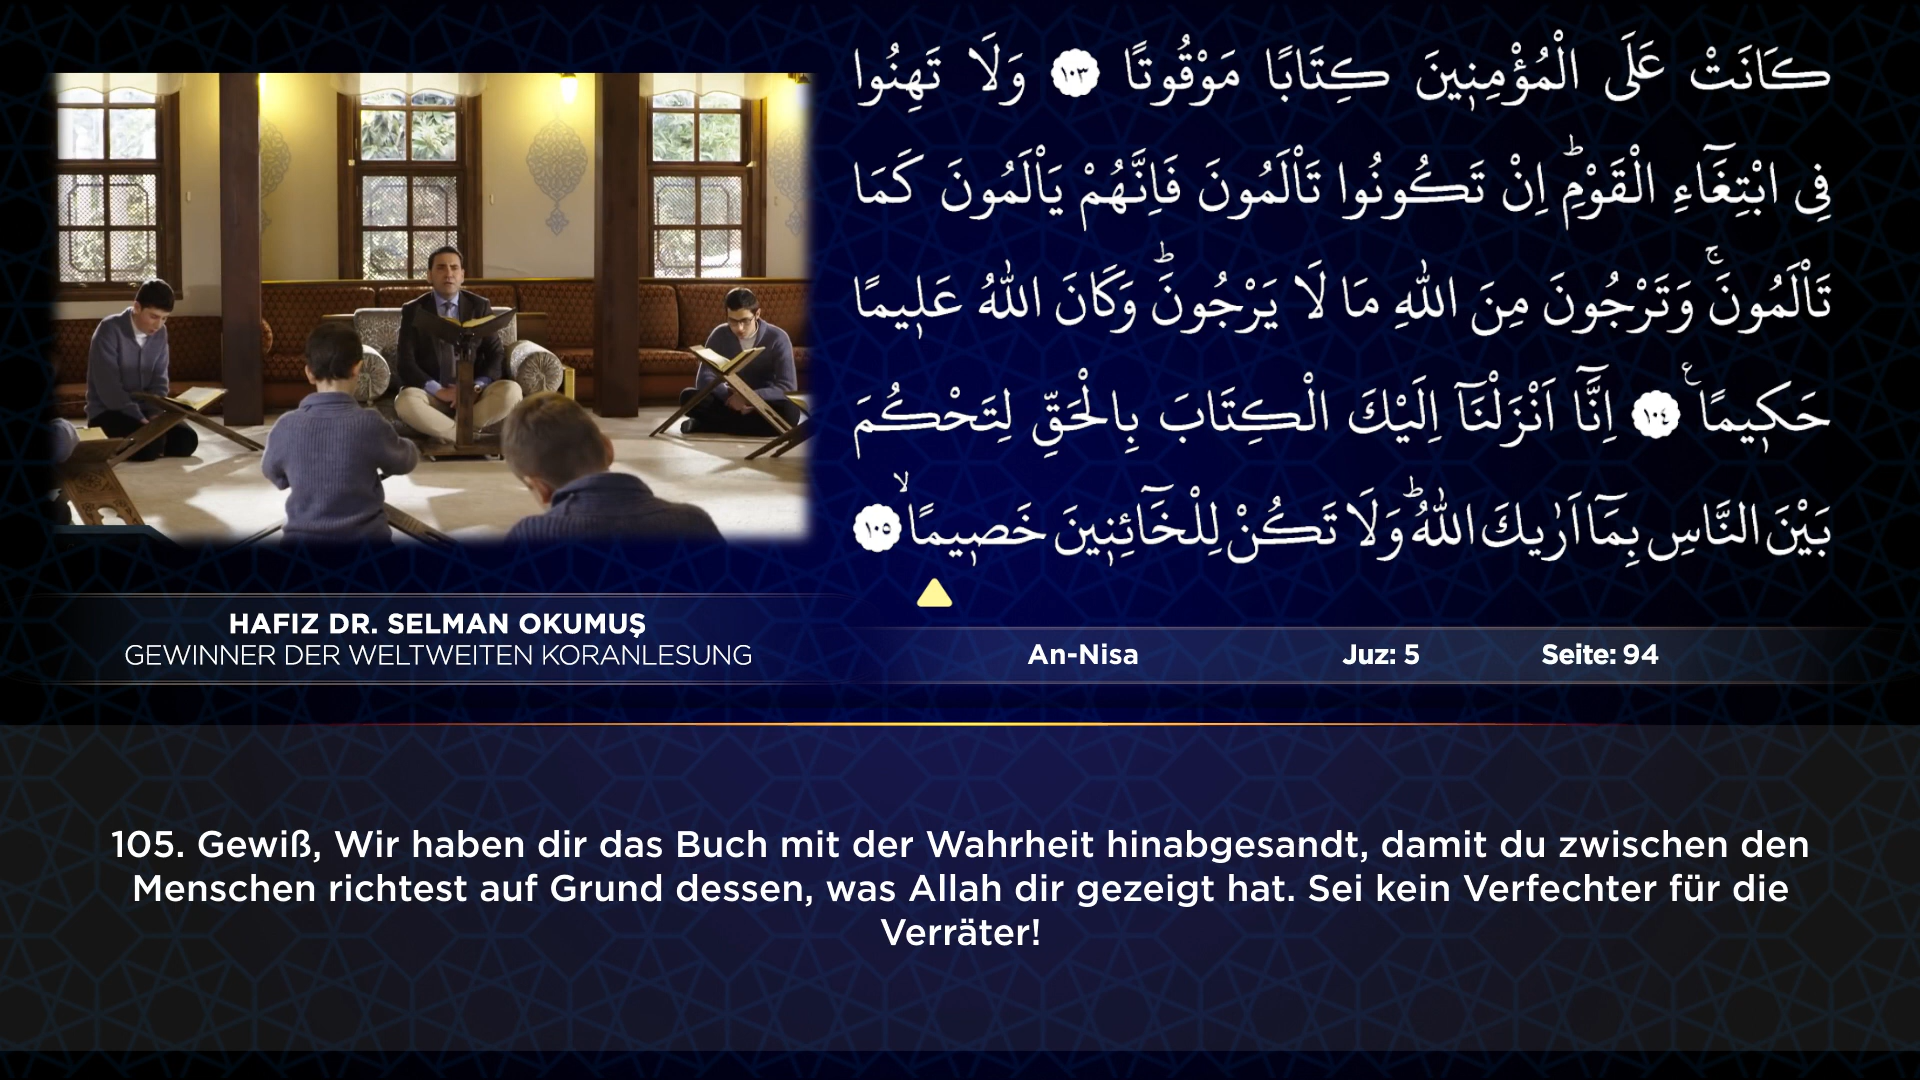 كَانَتْ عَلَى الْمُؤْمِنٖينَ كِتَابًا مَوْقُوتًا ١٠٣ وَلَا تَهِنُوا
فِي ابْتِغَٓاءِ الْقَوْمِؕ اِنْ تَكُونُوا تَاْلَمُونَ فَاِنَّهُمْ يَاْلَمُونَ كَمَا
تَاْلَمُونَۚ وَتَرْجُونَ مِنَ اللّٰهِ مَا لَا يَرْجُونَؕ وَكَانَ اللّٰهُ عَلٖيمًا
حَكٖيمًاࣖ ١٠٤ اِنَّٓا اَنْزَلْنَٓا اِلَيْكَ الْكِتَابَ بِالْحَقِّ لِتَحْكُمَ
بَيْنَ النَّاسِ بِمَٓا اَرٰيكَ اللّٰهُؕ وَلَا تَكُنْ لِلْخَٓائِنٖينَ خَصٖيمًاۙ ١٠٥
HAFIZ DR. SELMAN OKUMUŞ
GEWINNER DER WELTWEITEN KORANLESUNG
An-Nisa Juz: 5 Seite: 94
105. Gewiß, Wir haben dir das Buch mit der Wahrheit hinabgesandt, damit du zwischen den
Menschen richtest auf Grund dessen, was Allah dir gezeigt hat. Sei kein Verfechter für die
Verräter!